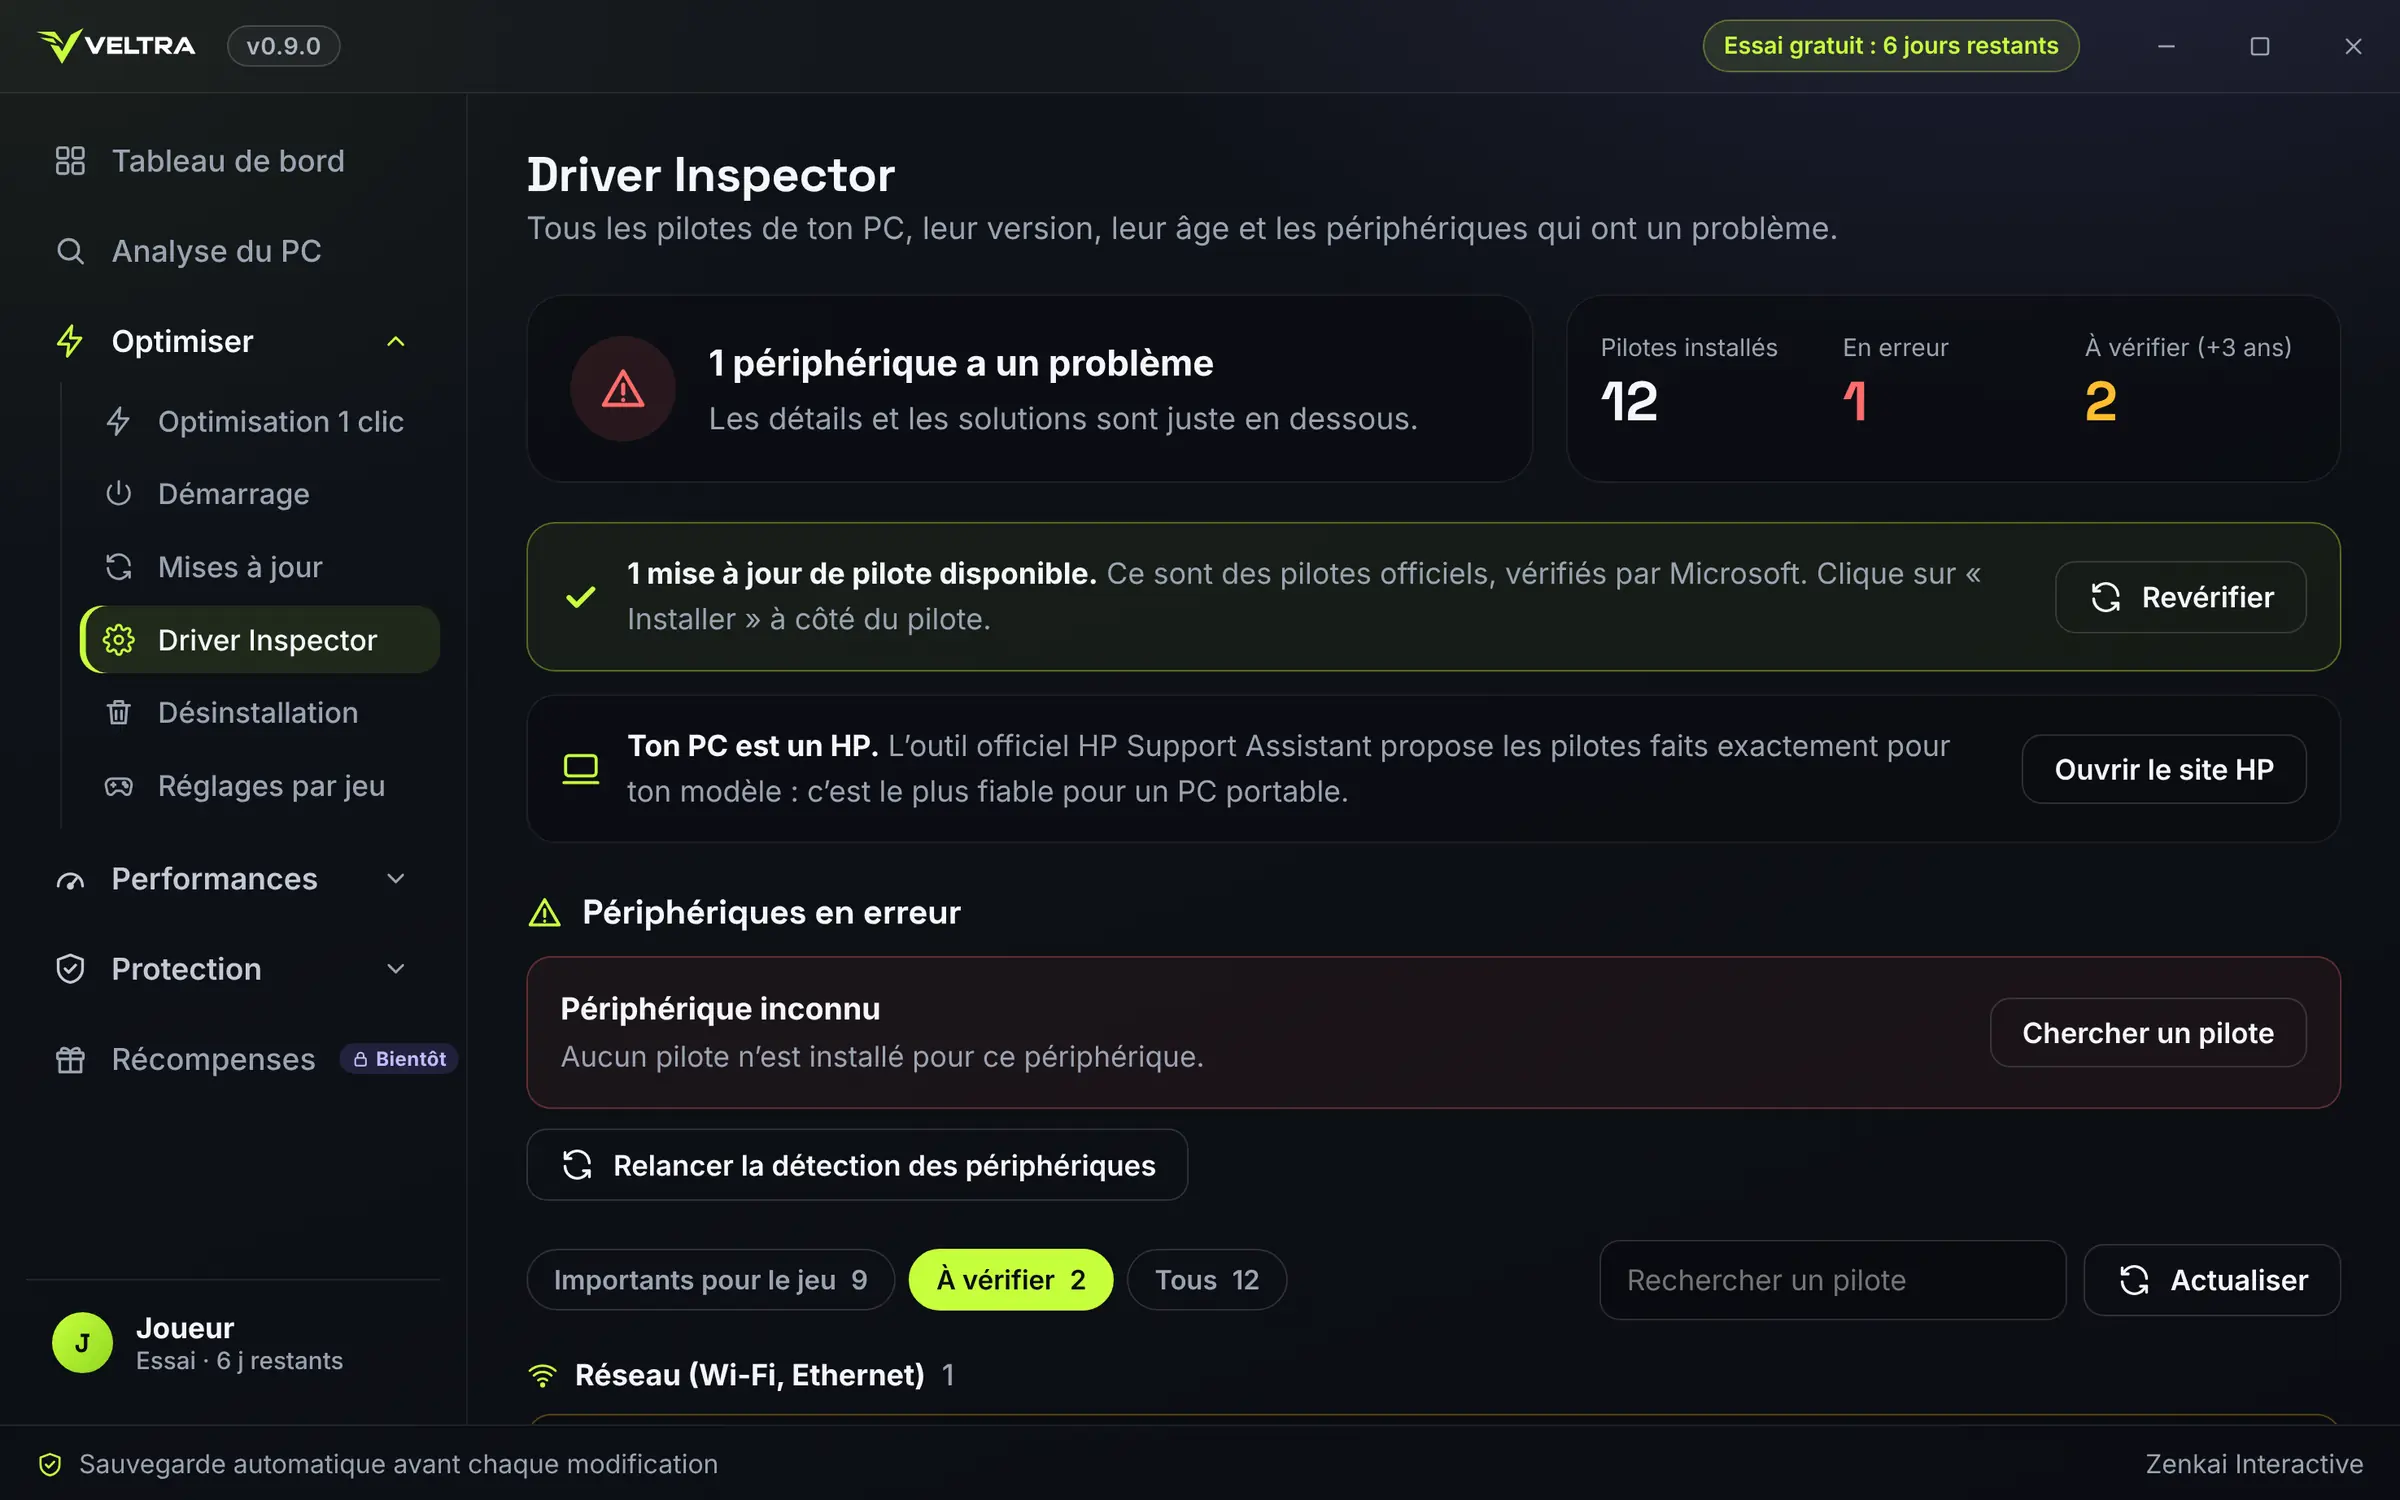 VELTRA
v0.9.0
Essai gratuit : 6 jours restants
Tableau de bord
Analyse du PC
Optimiser
Optimisation 1 clic
Démarrage
Mises à jour
Driver Inspector
Désinstallation
Réglages par jeu
Performances
Protection
Récompenses
Bientôt
J
Joueur
Essai · 6 j restants
Driver Inspector
Tous les pilotes de ton PC, leur version, leur âge et les périphériques qui ont un problème.
1 périphérique a un problème
Les détails et les solutions sont juste en dessous.
Pilotes installés
12
En erreur
1
À vérifier (+3 ans)
2
1 mise à jour de pilote disponible. Ce sont des pilotes officiels, vérifiés par Microsoft. Clique sur «
Installer » à côté du pilote.
Revérifier
Ton PC est un HP. L’outil officiel HP Support Assistant propose les pilotes faits exactement pour
ton modèle : c’est le plus fiable pour un PC portable.
Ouvrir le site HP
Périphériques en erreur
Périphérique inconnu
Aucun pilote n’est installé pour ce périphérique.
Chercher un pilote
Relancer la détection des périphériques
Importants pour le jeu 9
À vérifier 2
Tous 12
Rechercher un pilote
Actualiser
Réseau (Wi-Fi, Ethernet) 1
Sauvegarde automatique avant chaque modification
Zenkai Interactive